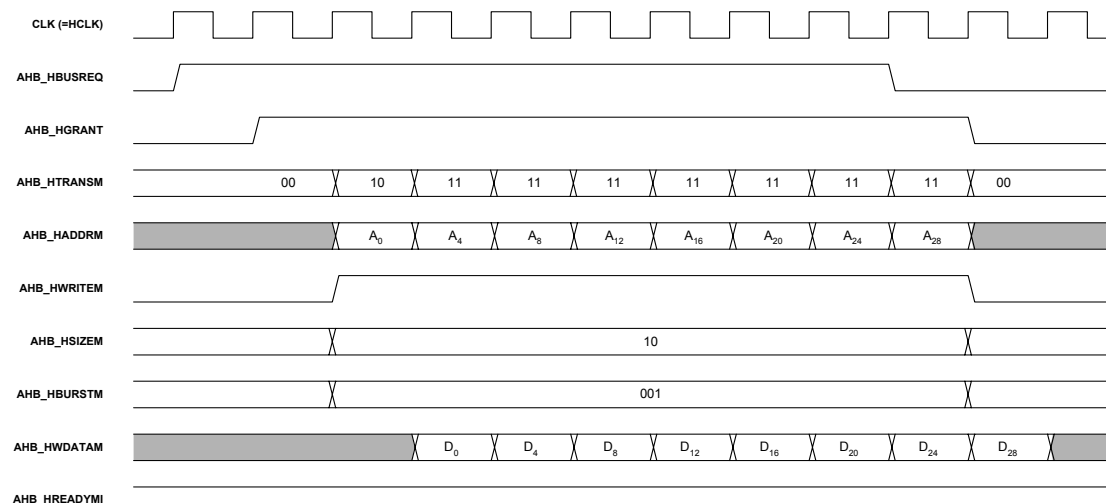 CLK (=HCLK)
AHB_HBUSREQ
AHB_HGRANT
AHB_HTRANSM 00 10 11 11 11 11 11 11 11 00
AHB_HADDRM A₀ A₄ A₈ A₁₂ A₁₆ A₂₀ A₂₄ A₂₈
AHB_HWRITEM
AHB_HSIZEM 10
AHB_HBURSTM 001
AHB_HWDATAM D₀ D₄ D₈ D₁₂ D₁₆ D₂₀ D₂₄ D₂₈
AHB_HREADYMI